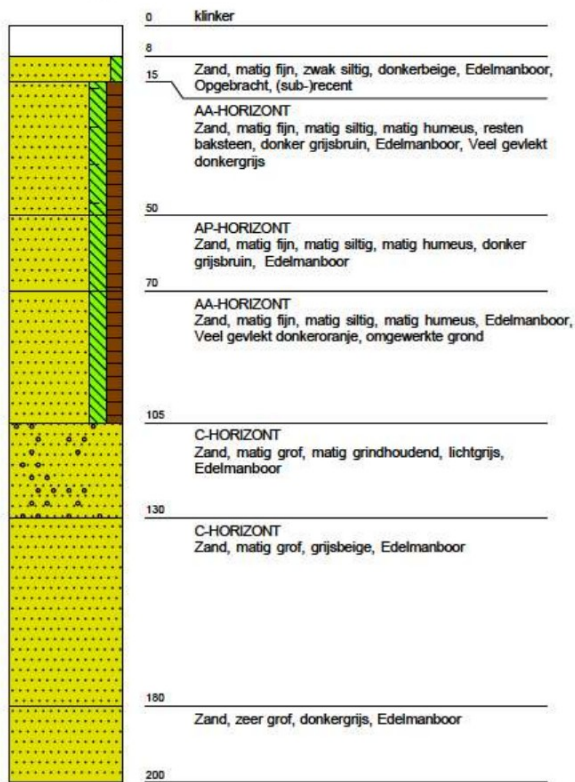 0 klinker
8
Zand, matig fijn, zwak siltig, donkerbeige, Edelmanboor,
15 Opgebracht, (sub-)recent
AA-HORIZONT
Zand, matig fijn, matig siltig, matig humeus, resten
baksteen, donker grijsbruin, Edelmanboor, Veel gevlekt
donkergrijs
50
AP-HORIZONT
Zand, matig fijn, matig siltig, matig humeus, donker
grijsbruin, Edelmanboor
70
AA-HORIZONT
Zand, matig fijn, matig siltig, matig humeus, Edelmanboor,
Veel gevlekt donkeroranje, omgewerkte grond
105
C-HORIZONT
Zand, matig grof, matig grindhoudend, lichtgrijs,
Edelmanboor
130
C-HORIZONT
Zand, matig grof, grijsbeige, Edelmanboor
180
Zand, zeer grof, donkergrijs, Edelmanboor
200